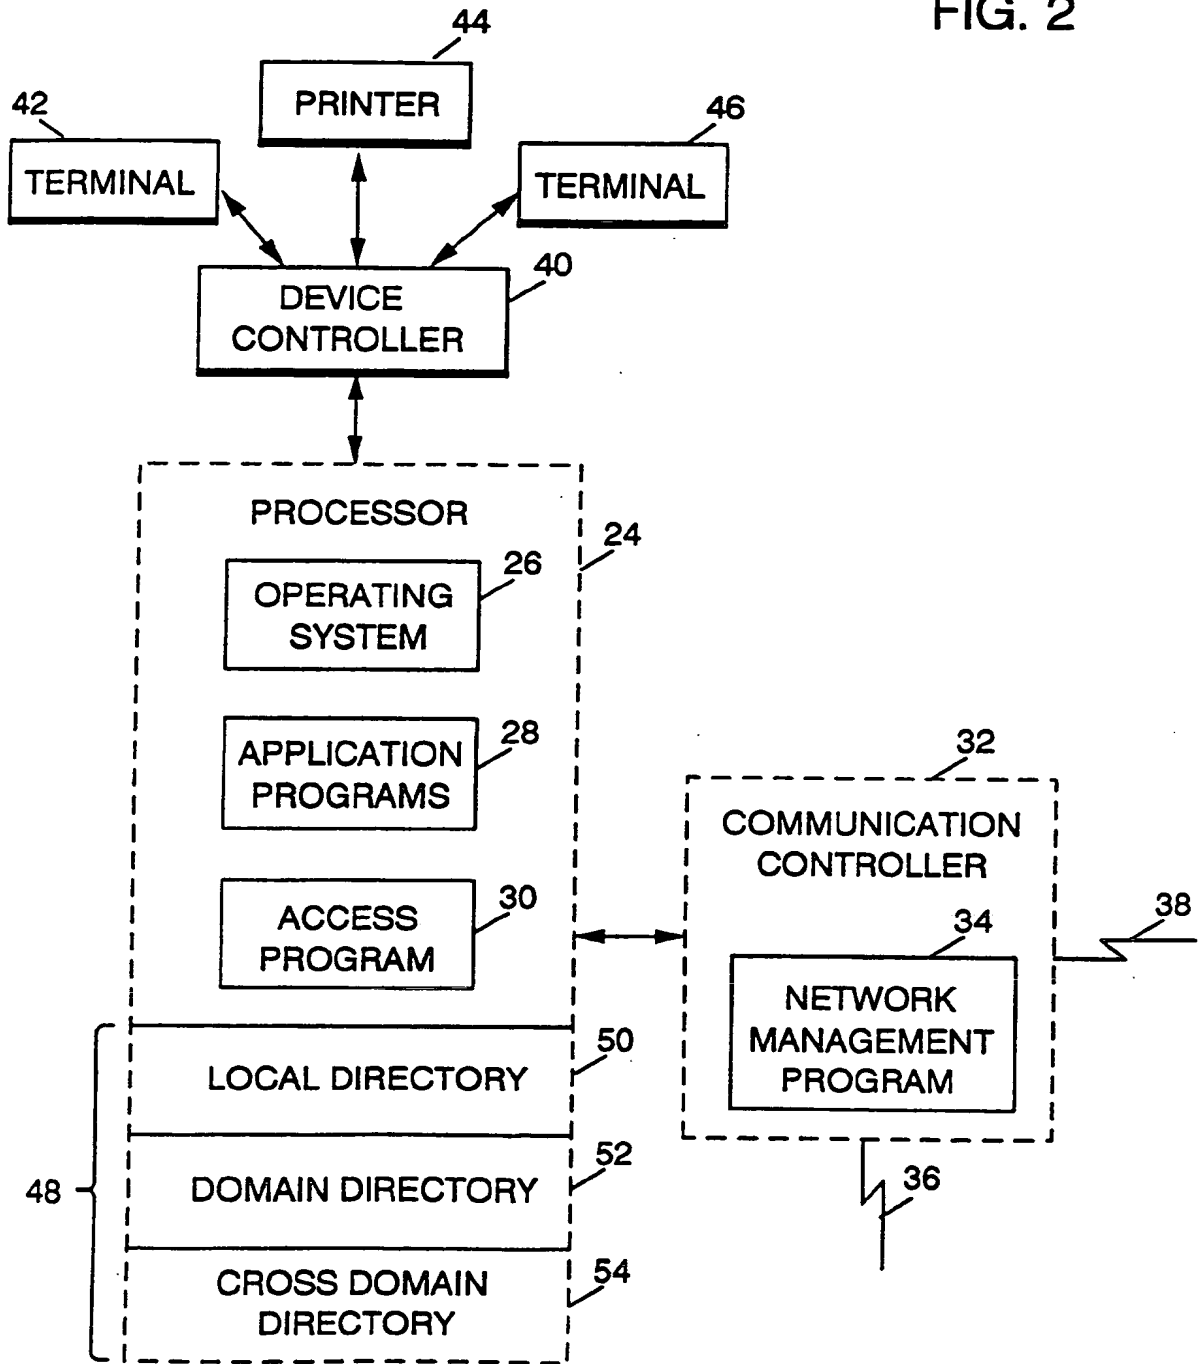 FIG. 2
44
PRINTER
42
TERMINAL
46
TERMINAL
40
DEVICE
CONTROLLER
PROCESSOR
24
26
OPERATING
SYSTEM
28
APPLICATION
PROGRAMS
30
ACCESS
PROGRAM
32
COMMUNICATION
CONTROLLER
34
NETWORK
MANAGEMENT
PROGRAM
38
36
48
50
LOCAL DIRECTORY
52
DOMAIN DIRECTORY
54
CROSS DOMAIN
DIRECTORY